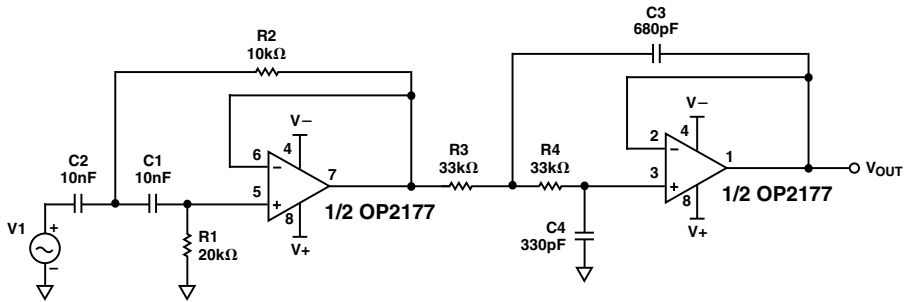 C3
680pF
R2
10kΩ
V–
V–
C2
10nF
C1
10nF
6
4
7
5
8
V+
1/2 OP2177
R3
33kΩ
R4
33kΩ
2
4
1
3
8
V+
1/2 OP2177
VOUT
V1
+
–
R1
20kΩ
C4
330pF
–
+
–
+